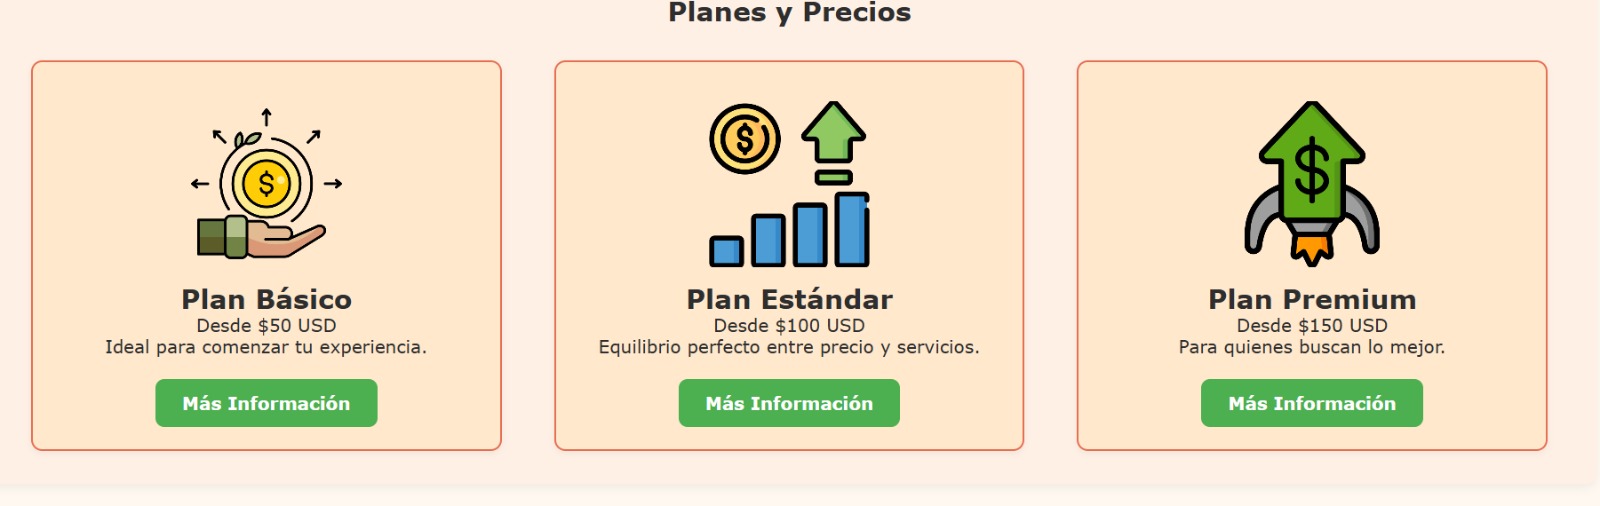 Planes y Precios
Plan Básico
Desde $50 USD
Ideal para comenzar tu experiencia.
Más Información
Plan Estándar
Desde $100 USD
Equilibrio perfecto entre precio y servicios.
Más Información
Plan Premium
Desde $150 USD
Para quienes buscan lo mejor.
Más Información